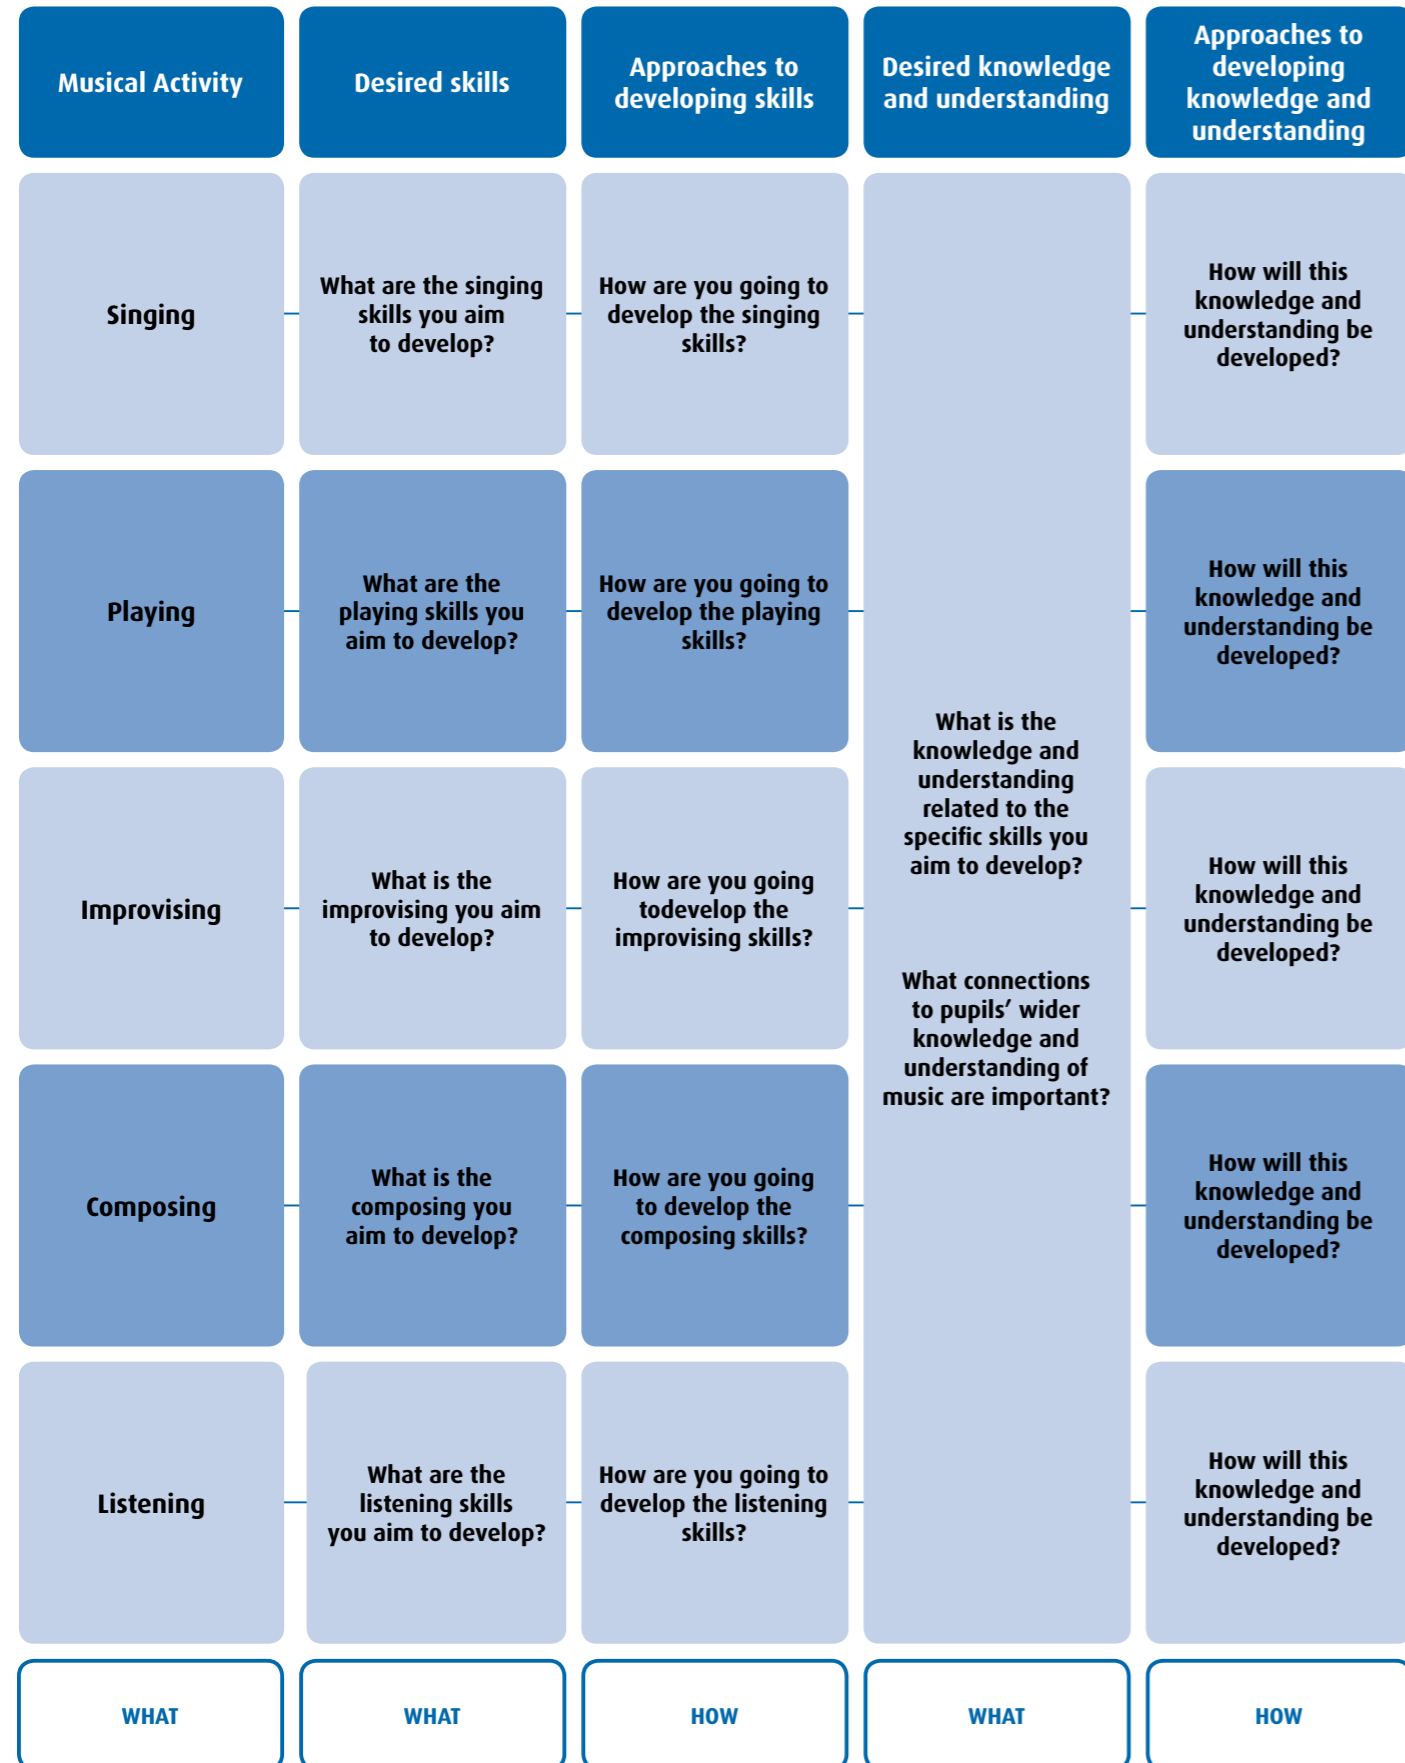 Musical Activity
Desired skills
Approaches to
developing skills
Desired knowledge
and understanding
Approaches to
developing
knowledge and
understanding
Singing
What are the singing
skills you aim
to develop?
How are you going to
develop the singing
skills?
How will this
knowledge and
understanding be
developed?
Playing
What are the
playing skills you
aim to develop?
How are you going to
develop the playing
skills?
How will this
knowledge and
understanding be
developed?
What is the
knowledge and
understanding
related to the
specific skills you
aim to develop?
What connections
to pupils’ wider
knowledge and
understanding of
music are important?
Improvising
What is the
improvising you aim
to develop?
How are you going
todevelop the
improvising skills?
How will this
knowledge and
understanding be
developed?
Composing
What is the
composing you
aim to develop?
How are you going
to develop the
composing skills?
How will this
knowledge and
understanding be
developed?
Listening
What are the
listening skills
you aim to develop?
How are you going to
develop the listening
skills?
How will this
knowledge and
understanding be
developed?
WHAT
WHAT
HOW
WHAT
HOW